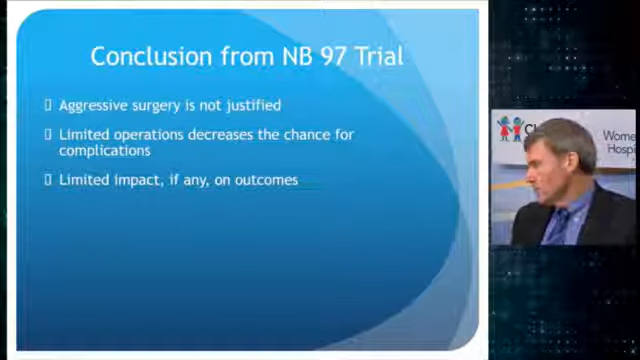 Conclusion from NB 97 Trial
Aggressive surgery is not justified
Limited operations decreases the chance for
complications
Limited impact, if any, on outcomes
Wome
Hospi